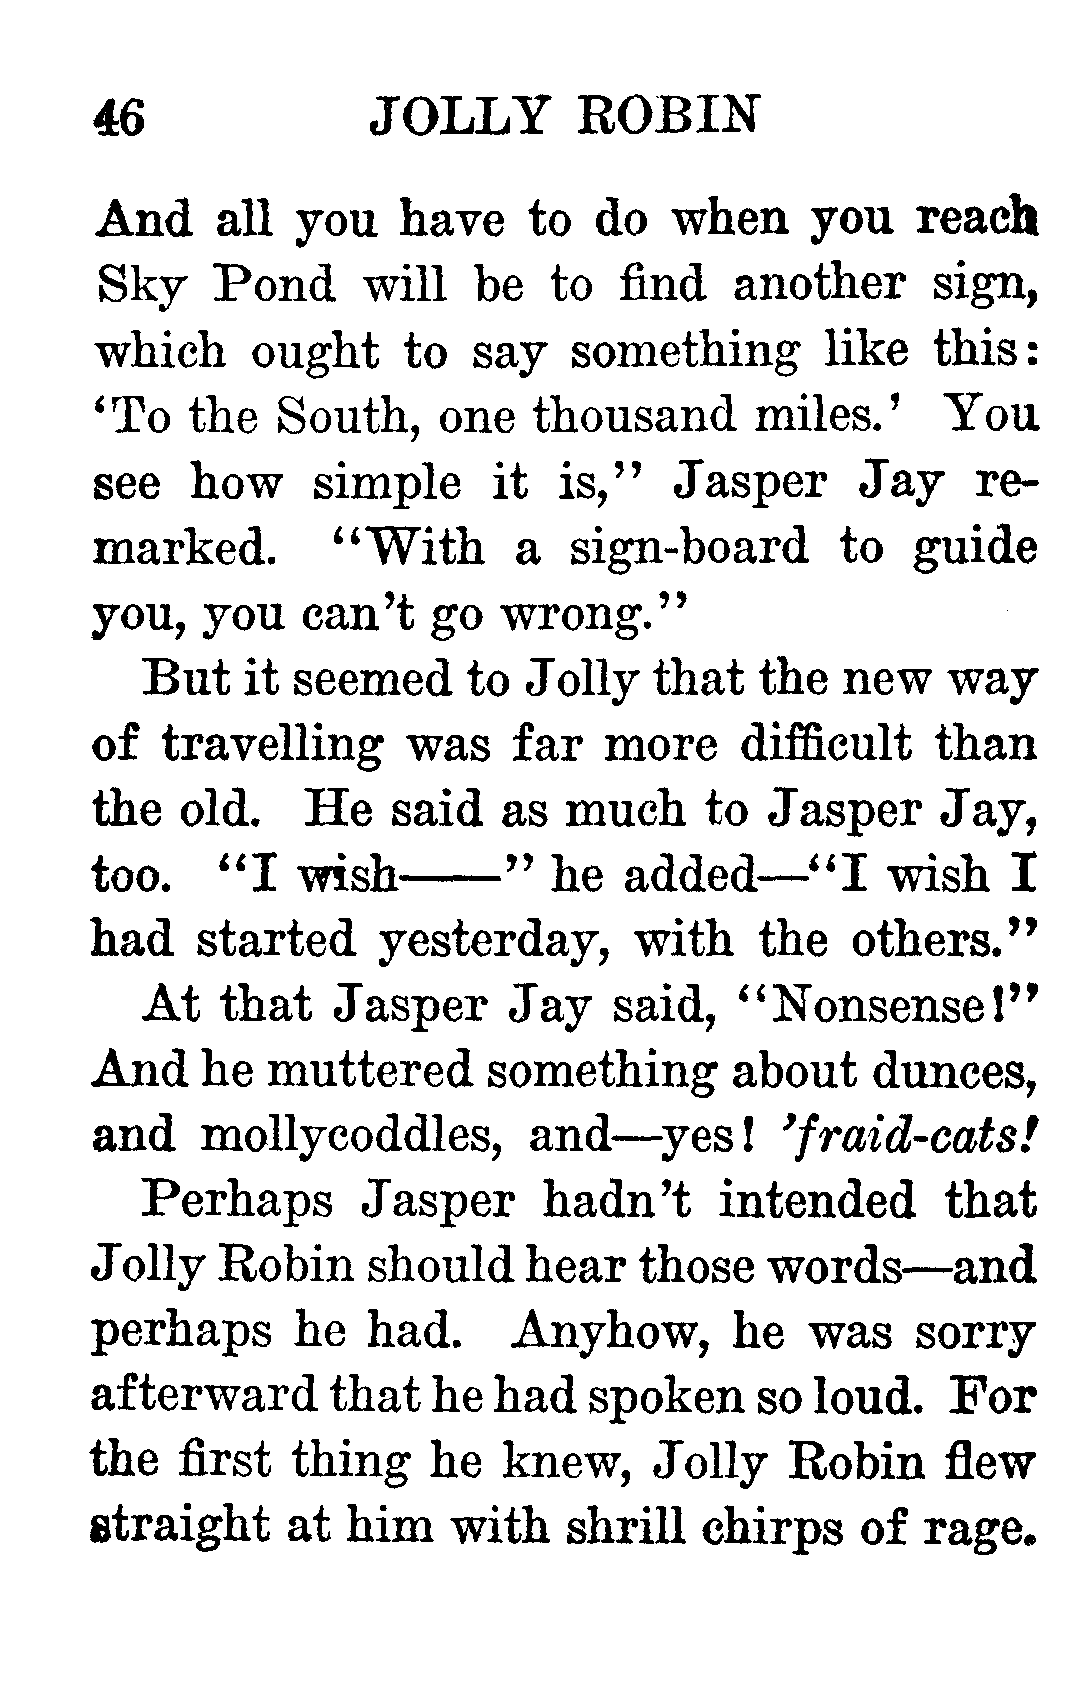 46 JOLLY ROBIN
And all you have to do when you reach
Sky Pond will be to find another sign,
which ought to say something like this:
‘To the South, one thousand miles.’ You
see how simple it is,” Jasper Jay re-
marked. “With a sign-board to guide
you, you can’t go wrong.”
But it seemed to Jolly that the new way
of travelling was far more difficult than
the old. He said as much to Jasper Jay,
too. “I wish——” he added—“I wish I
had started yesterday, with the others.”
At that Jasper Jay said, “Nonsense!”
And he muttered something about dunces,
and mollycoddles, and—yes! ’fraid-cats!
Perhaps Jasper hadn’t intended that
Jolly Robin should hear those words—and
perhaps he had. Anyhow, he was sorry
afterward that he had spoken so loud. For
the first thing he knew, Jolly Robin flew
straight at him with shrill chirps of rage.